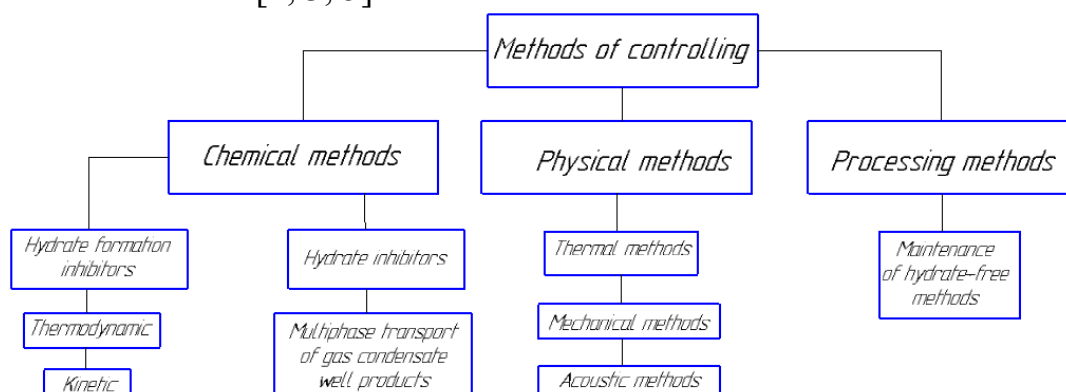 Methods of controlling
Chemical methods
Physical methods
Processing methods
Hydrate formation
inhibitors
Hydrate inhibitors
Thermal methods
Maintenance
of hydrate-free
methods
Thermodynamic
Multiphase transport
of gas condensate
well products
Mechanical methods
Kinetic
Acoustic methods